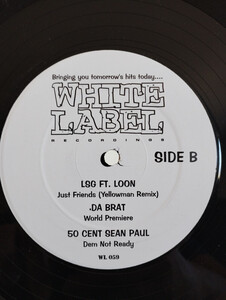 Bringing you tomorrow's hits today....
WHITE
LABEL
RECORDINGS
SIDE B
LSG FT. LOON
Just Friends (Yellowman Remix)
.DA BRAT
World Premiere
50 CENT SEAN PAUL
Dem Not Ready
WL 059